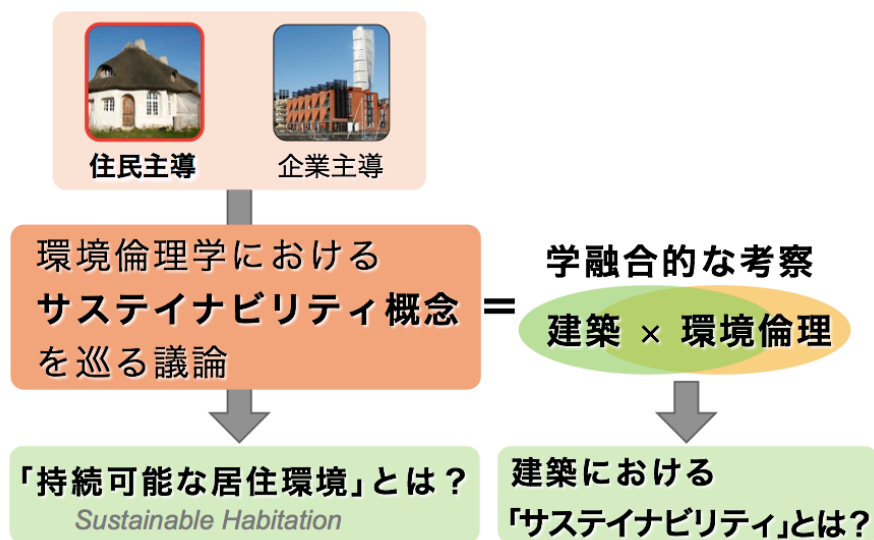 住民主導
企業主導
環境倫理学における
サステイナビリティ概念
を巡る議論
=
学融合的な考察
建築 × 環境倫理
「持続可能な居住環境」とは？
Sustainable Habitation
建築における
「サステイナビリティ」とは？